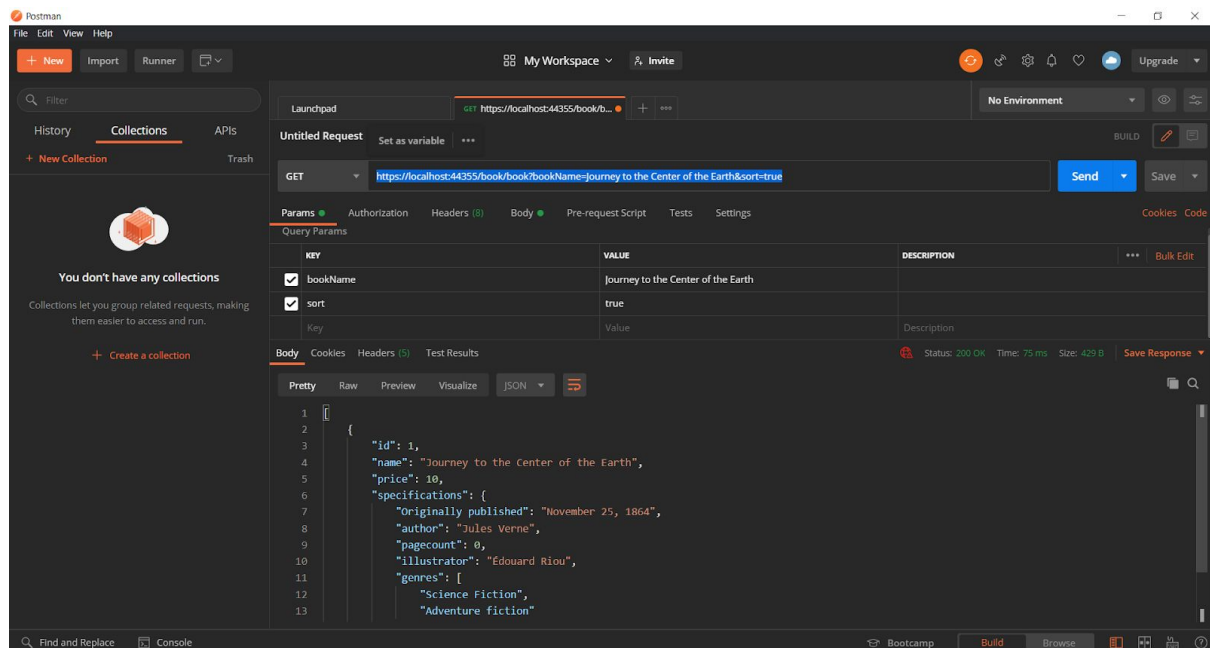 Postman
File Edit View Help
+ New Import Runner My Workspace Invite Upgrade
Filter
Launchpad GET https://localhost:44355/book/b... No Environment
History Collections APIs
Untitled Request Set as variable BUILD
+ New Collection Trash
GET https://localhost:44355/book/book?bookName=Journey to the Center of the Earth&sort=true Send Save
Params Authorization Headers (8) Body Pre-request Script Tests Settings Cookies Code
Query Params
KEY VALUE DESCRIPTION Bulk Edit
bookName Journey to the Center of the Earth
sort true
Key Value Description
You don't have any collections
Collections let you group related requests, making
them easier to access and run.
+ Create a collection
Body Cookies Headers (5) Test Results Status: 200 OK Time: 75 ms Size: 429 B Save Response
Pretty Raw Preview Visualize JSON
1 [
2 {
3 "id": 1,
4 "name": "Journey to the Center of the Earth",
5 "price": 10,
6 "specifications": {
7 "Originally published": "November 25, 1864",
8 "author": "Jules Verne",
9 "pagecount": 0,
10 "illustrator": "Édouard Riou",
11 "genres": [
12 "Science Fiction",
13 "Adventure fiction"
Find and Replace Console Bootcamp Build Browse